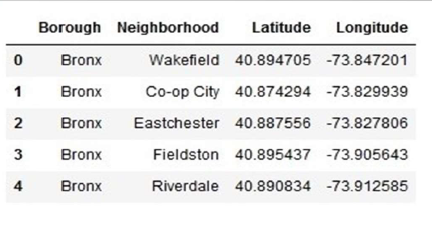 Borough Neighborhood Latitude Longitude
0 Bronx Wakefield 40.894705 -73.847201
1 Bronx Co-op City 40.874294 -73.829939
2 Bronx Eastchester 40.887556 -73.827806
3 Bronx Fieldston 40.895437 -73.905643
4 Bronx Riverdale 40.890834 -73.912585